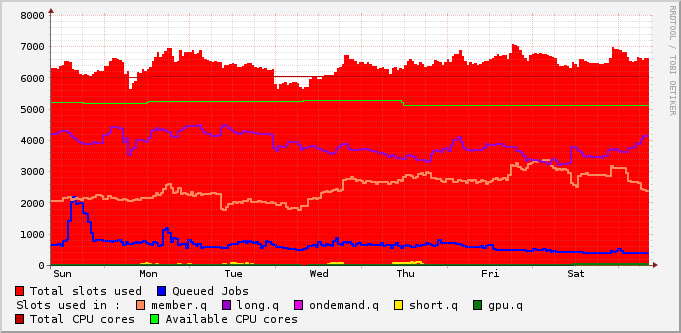 8000
7000
6000
5000
4000
3000
2000
1000
0
Sun Mon Tue Wed Thu Fri Sat
RRDTOOL / TOBI OETIKER
Total slots used Queued Jobs
Slots used in : member.q long.q ondemand.q short.q gpu.q
Total CPU cores Available CPU cores